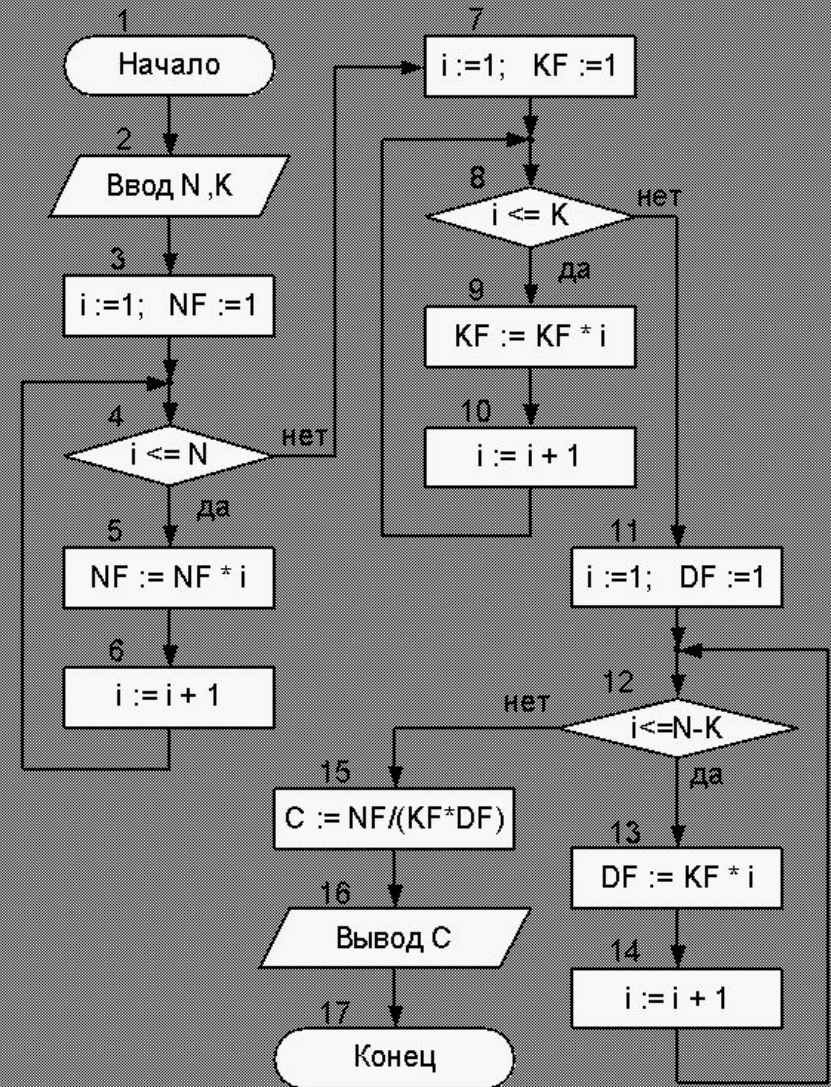 1
Начало
2
Ввод N ,K
3
i :=1; NF :=1
4
i <= N
нет
да
5
NF := NF * i
6
i := i + 1
7
i :=1; KF :=1
8
i <= K
нет
да
9
KF := KF * i
10
i := i + 1
11
i :=1; DF :=1
12
i<=N-K
нет
да
13
DF := KF * i
14
i := i + 1
15
C := NF/(KF*DF)
16
Вывод C
17
Конец